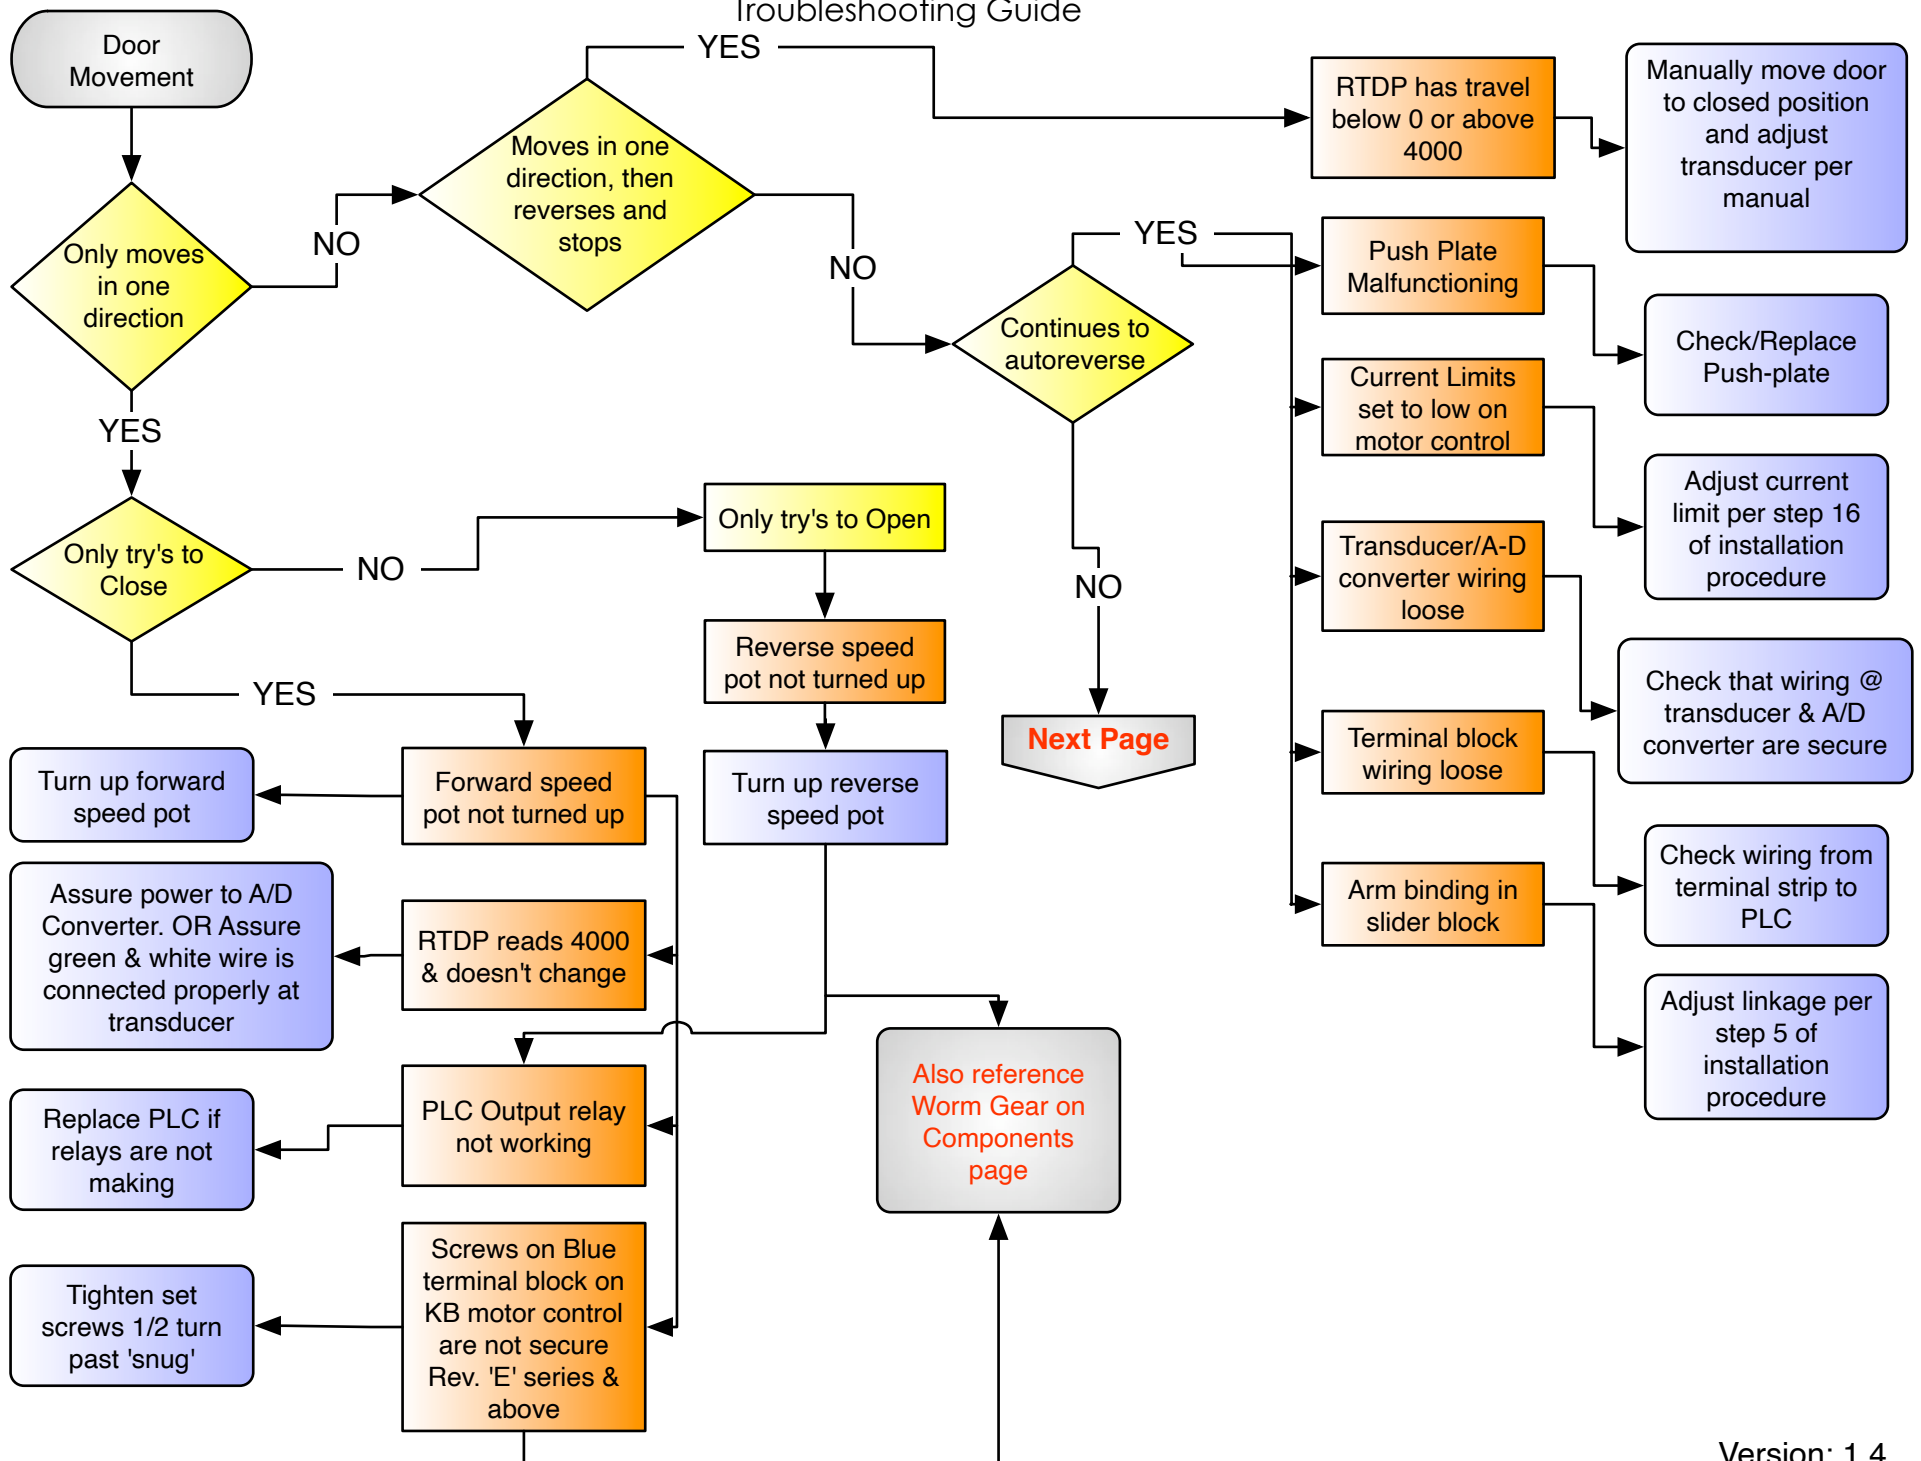 Troubleshooting Guide
Door
Movement
YES
Moves in one
direction, then
reverses and
stops
RTDP has travel
below 0 or above
4000
Manually move door
to closed position
and adjust
transducer per
manual
Only moves
in one
direction
NO
NO
YES
Push Plate
Malfunctioning
Continues to
autoreverse
Check/Replace
Push-plate
Current Limits
set to low on
motor control
YES
Adjust current
limit per step 16
of installation
procedure
Only try's to
Close
NO
Only try's to Open
NO
Transducer/A-D
converter wiring
loose
Reverse speed
pot not turned up
Check that wiring @
transducer & A/D
converter are secure
YES
Next Page
Terminal block
wiring loose
Turn up forward
speed pot
Forward speed
pot not turned up
Turn up reverse
speed pot
Check wiring from
terminal strip to
PLC
Assure power to A/D
Converter. OR Assure
green & white wire is
connected properly at
transducer
RTDP reads 4000
& doesn't change
Arm binding in
slider block
Adjust linkage per
step 5 of
installation
procedure
Replace PLC if
relays are not
making
PLC Output relay
not working
Also reference
Worm Gear on
Components
page
Tighten set
screws 1/2 turn
past 'snug'
Screws on Blue
terminal block on
KB motor control
are not secure
Rev. 'E' series &
above
Version: 1.4